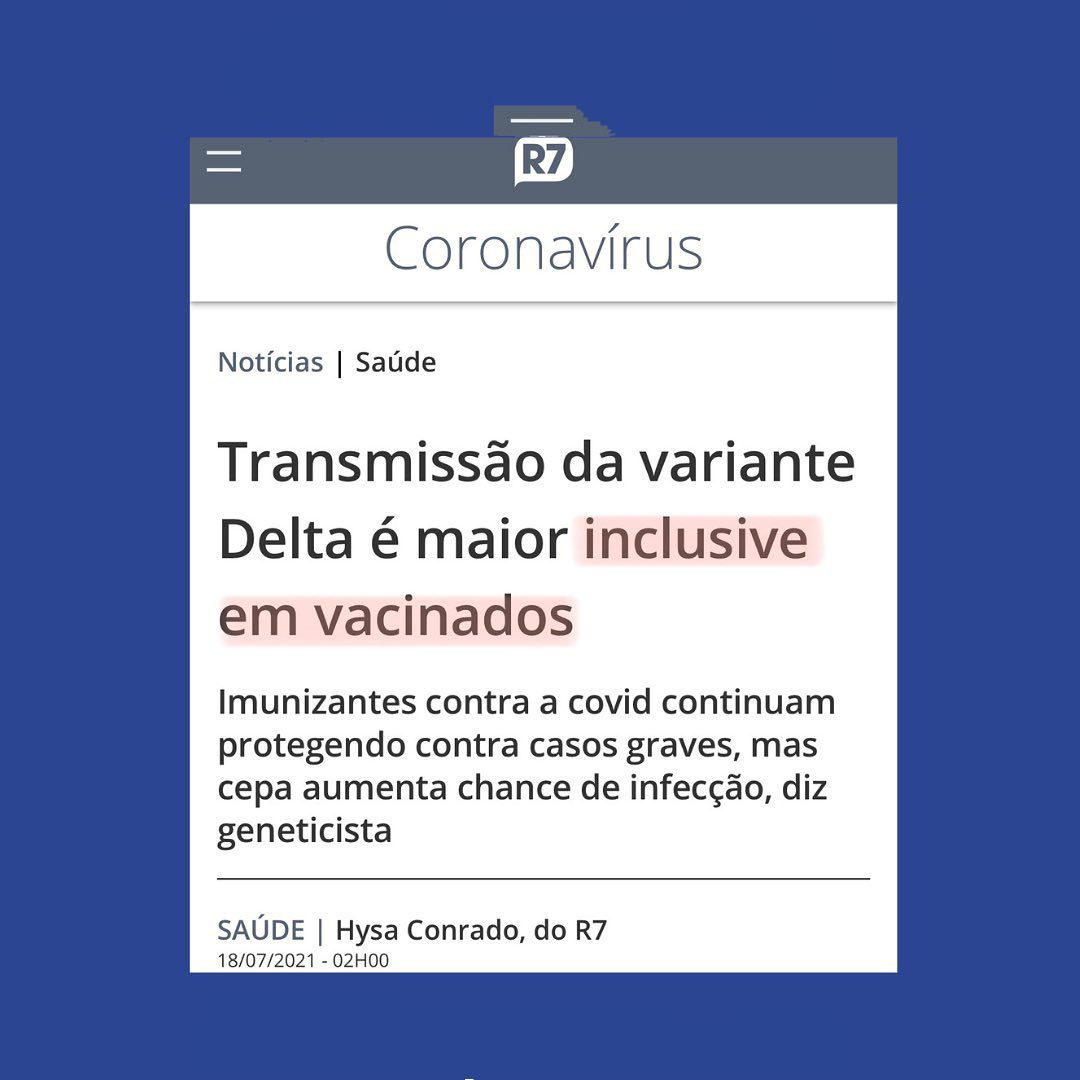 R7
Coronavírus
Notícias | Saúde
Transmissão da variante
Delta é maior inclusive
em vacinados
Imunizantes contra a covid continuam
protegendo contra casos graves, mas
cepa aumenta chance de infecção, diz
geneticista
SAÚDE | Hysa Conrado, do R7
18/07/2021 - 02H00